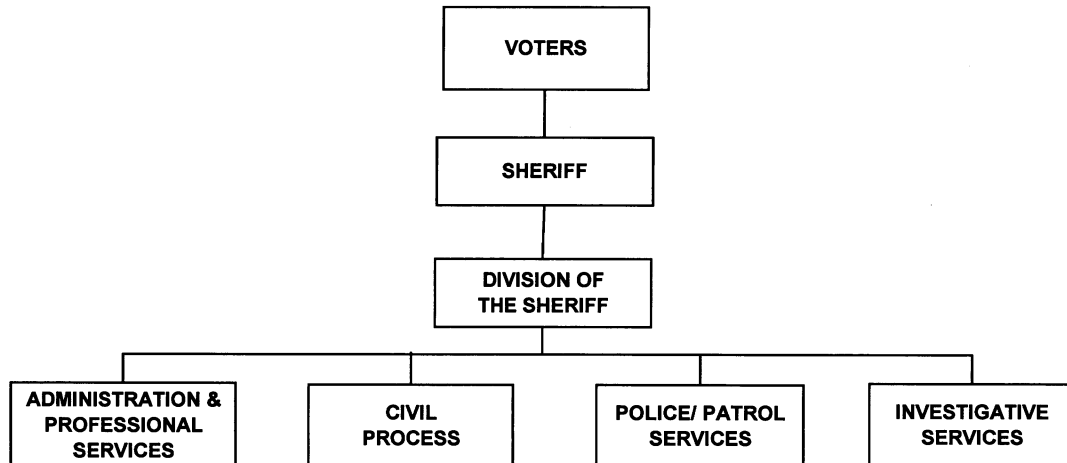 VOTERS
SHERIFF
DIVISION OF
THE SHERIFF
ADMINISTRATION &
PROFESSIONAL
SERVICES
CIVIL
PROCESS
POLICE/ PATROL
SERVICES
INVESTIGATIVE
SERVICES